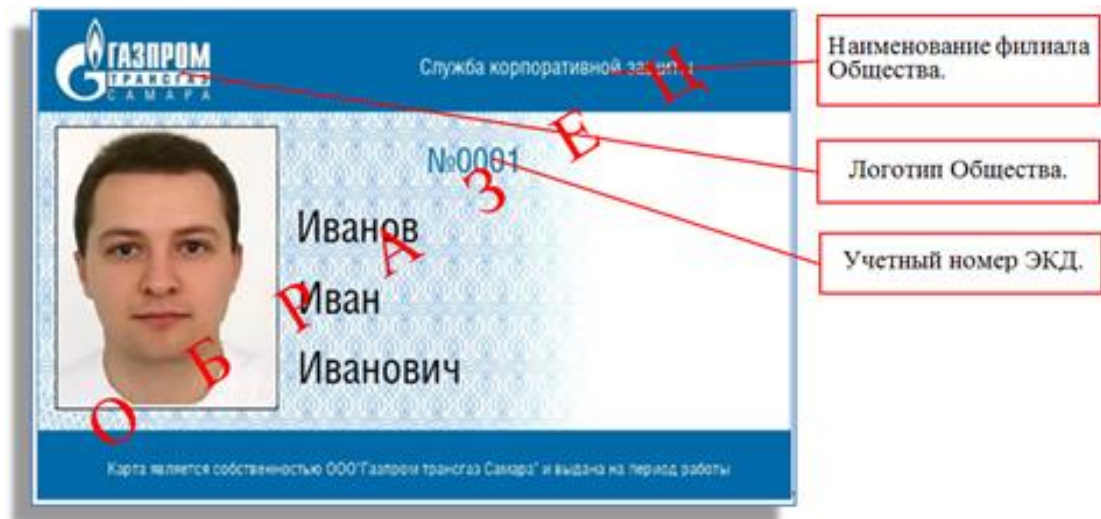 ГАЗПРОМ
ТРАНСГАЗ
САМАРА
Служба корпоративной защиты
№0001
Иванов
Иван
Иванович
ОБРАЗЕЦ
Карта является собственностью ООО"Газпром трансгаз Самара" и выдана на период работы
Наименование филиала
Общества.
Логотип Общества.
Учетный номер ЭКД.